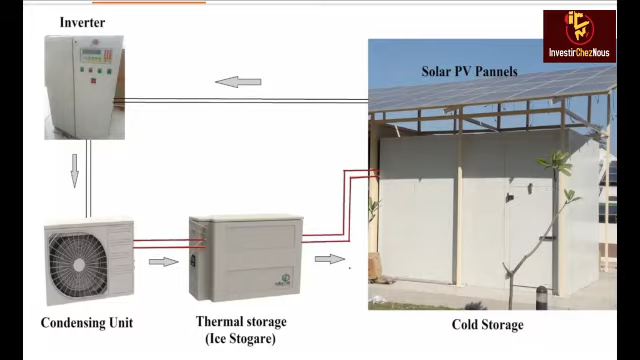 Inverter
InvestirChezNous
Solar PV Pannels
Condensing Unit
Thermal storage
(Ice Stogare)
Cold Storage